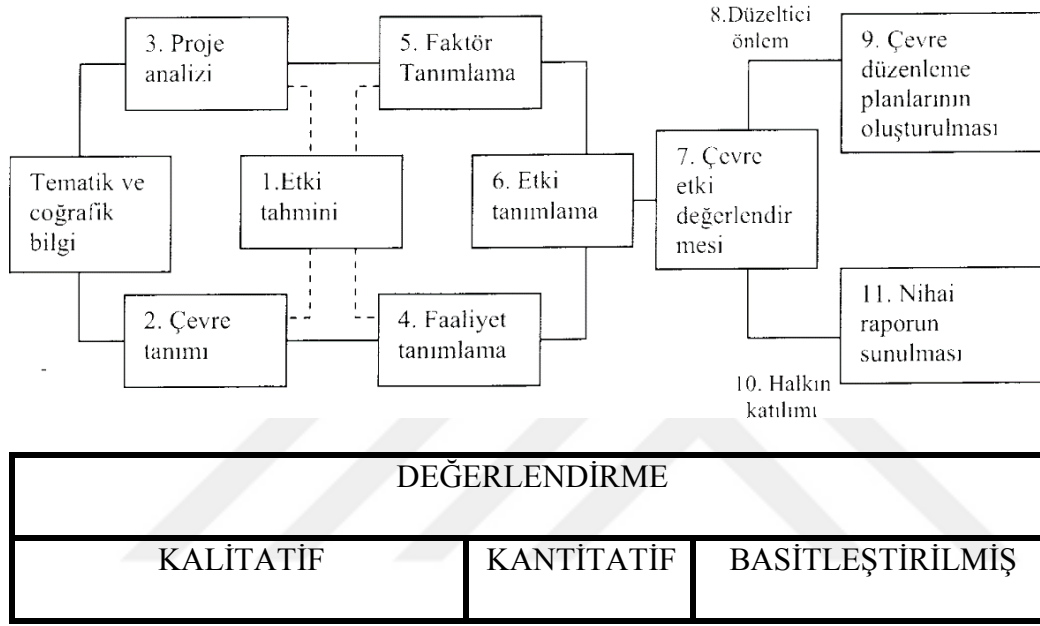 3. Proje
analizi
5. Faktör
Tanımlama
8.Düzeltici
önlem
9. Çevre
düzenleme
planlarının
oluşturulması
Tematik ve
coğrafik
bilgi
1.Etki
tahmini
6. Etki
tanımlama
7. Çevre
etki
değerlendir
mesi
2. Çevre
tanımı
4. Faaliyet
tanımlama
11. Nihai
raporun
sunulması
10. Halkın
katılımı
DEĞERLENDİRME
KALİTATİF
KANTİTATİF
BASİTLEŞTİRİLMİŞ